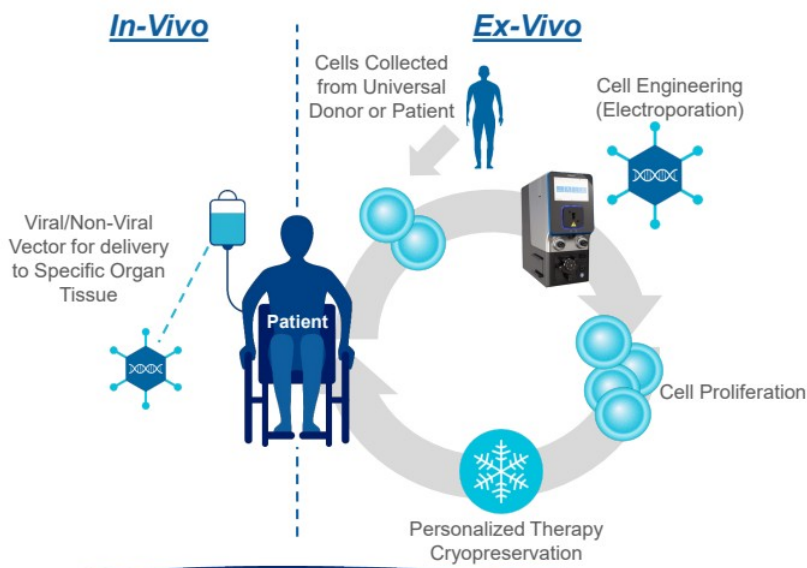 In-Vivo
Ex-Vivo
Cells Collected
from Universal
Donor or Patient
Cell Engineering
(Electroporation)
Viral/Non-Viral
Vector for delivery
to Specific Organ
Tissue
Patient
Cell Proliferation
Personalized Therapy
Cryopreservation